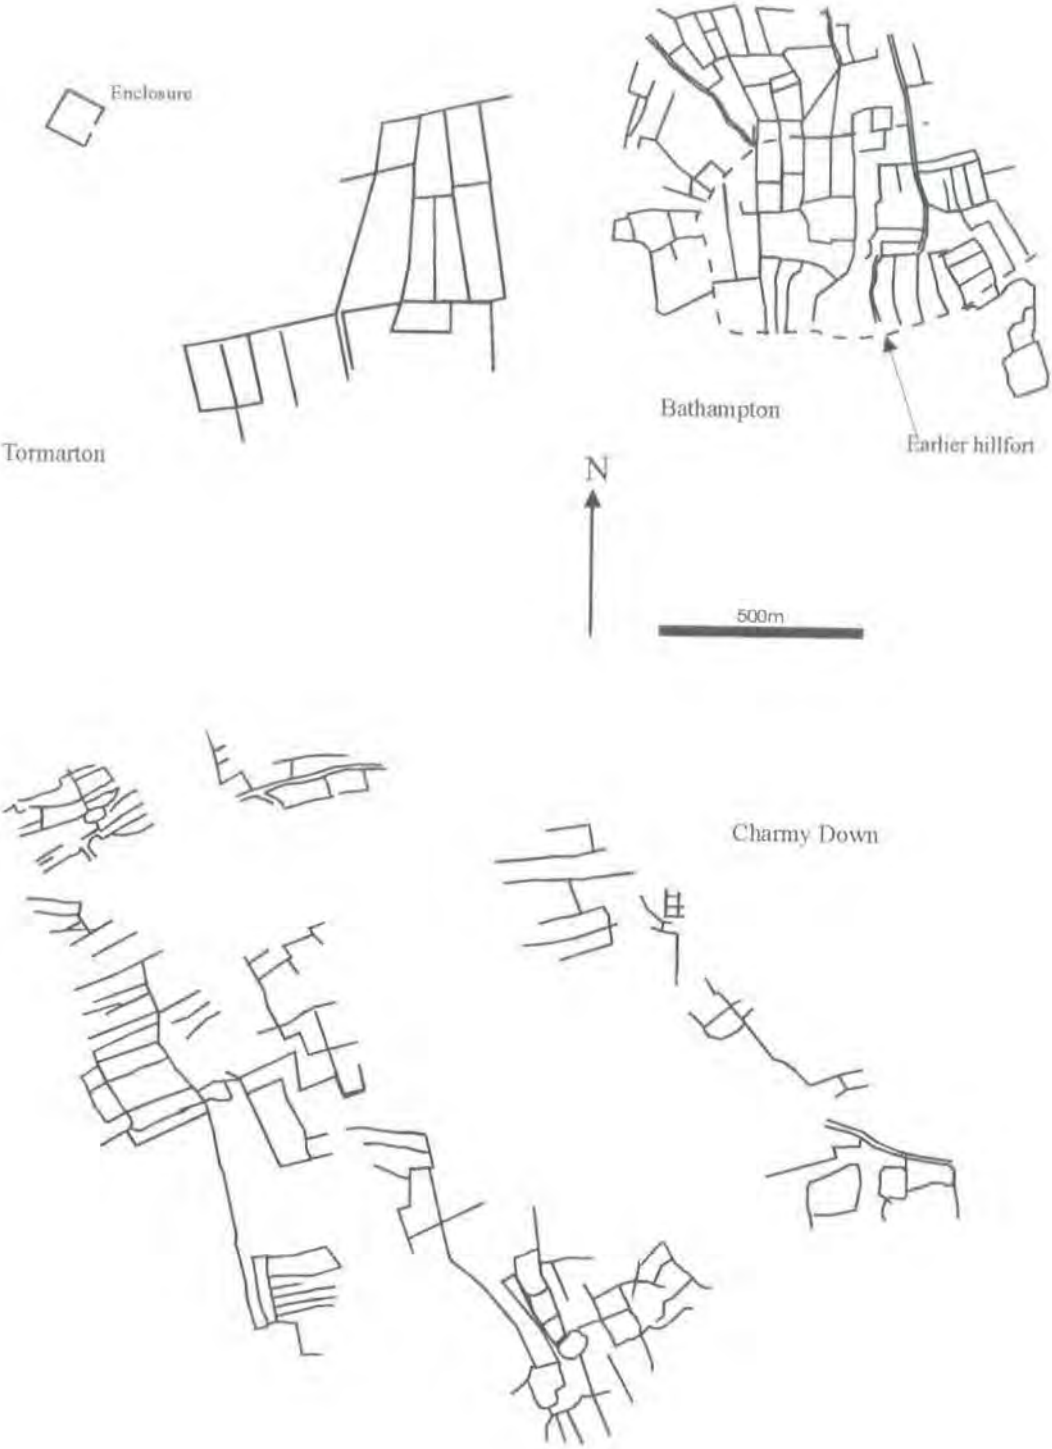 Enclosure
Bathampton
Earlier hillfort
Tormarton
N
500m
Charmy Down